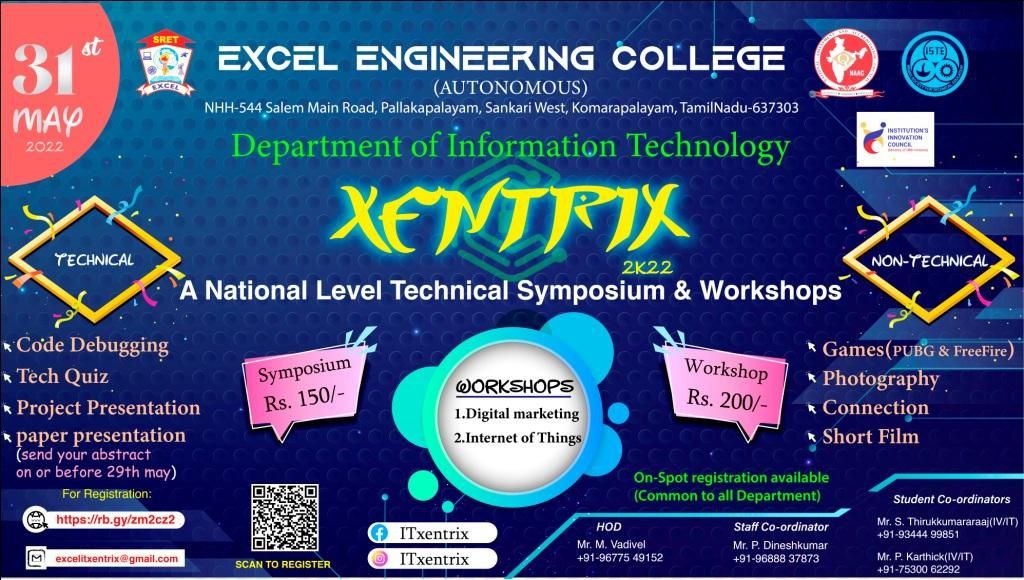 31st
MAY
2022
SRET
EXCEL
EXCEL ENGINEERING COLLEGE
(AUTONOMOUS)
NHH-544 Salem Main Road, Pallakapalayam, Sankari West, Komarapalayam, TamilNadu-637303
NAAC
ISTE
INSTITUTION'S
INNOVATION
COUNCIL
Department of Information Technology
XENTRIX
2K22
A National Level Technical Symposium & Workshops
TECHNICAL
Code Debugging
Tech Quiz
Project Presentation
paper presentation
(send your abstract
on or before 29th may)
Symposium
Rs. 150/-
WORKSHOPS
1.Digital marketing
2.Internet of Things
Workshop
Rs. 200/-
NON-TECHNICAL
Games(PUBG & FreeFire)
Photography
Connection
Short Film
On-Spot registration available
(Common to all Department)
For Registration:
https://rb.gy/zm2cz2
excelitxentrix@gmail.com
SCAN TO REGISTER
ITxentrix
ITxentrix
HOD
Mr. M. Vadivel
+91-96775 49152
Staff Co-ordinator
Mr. P. Dineshkumar
+91-96888 37873
Student Co-ordinators
Mr. S. Thirukkumararaaj(IV/IT)
+91-93444 99851
Mr. P. Karthick(IV/IT)
+91-75300 62292